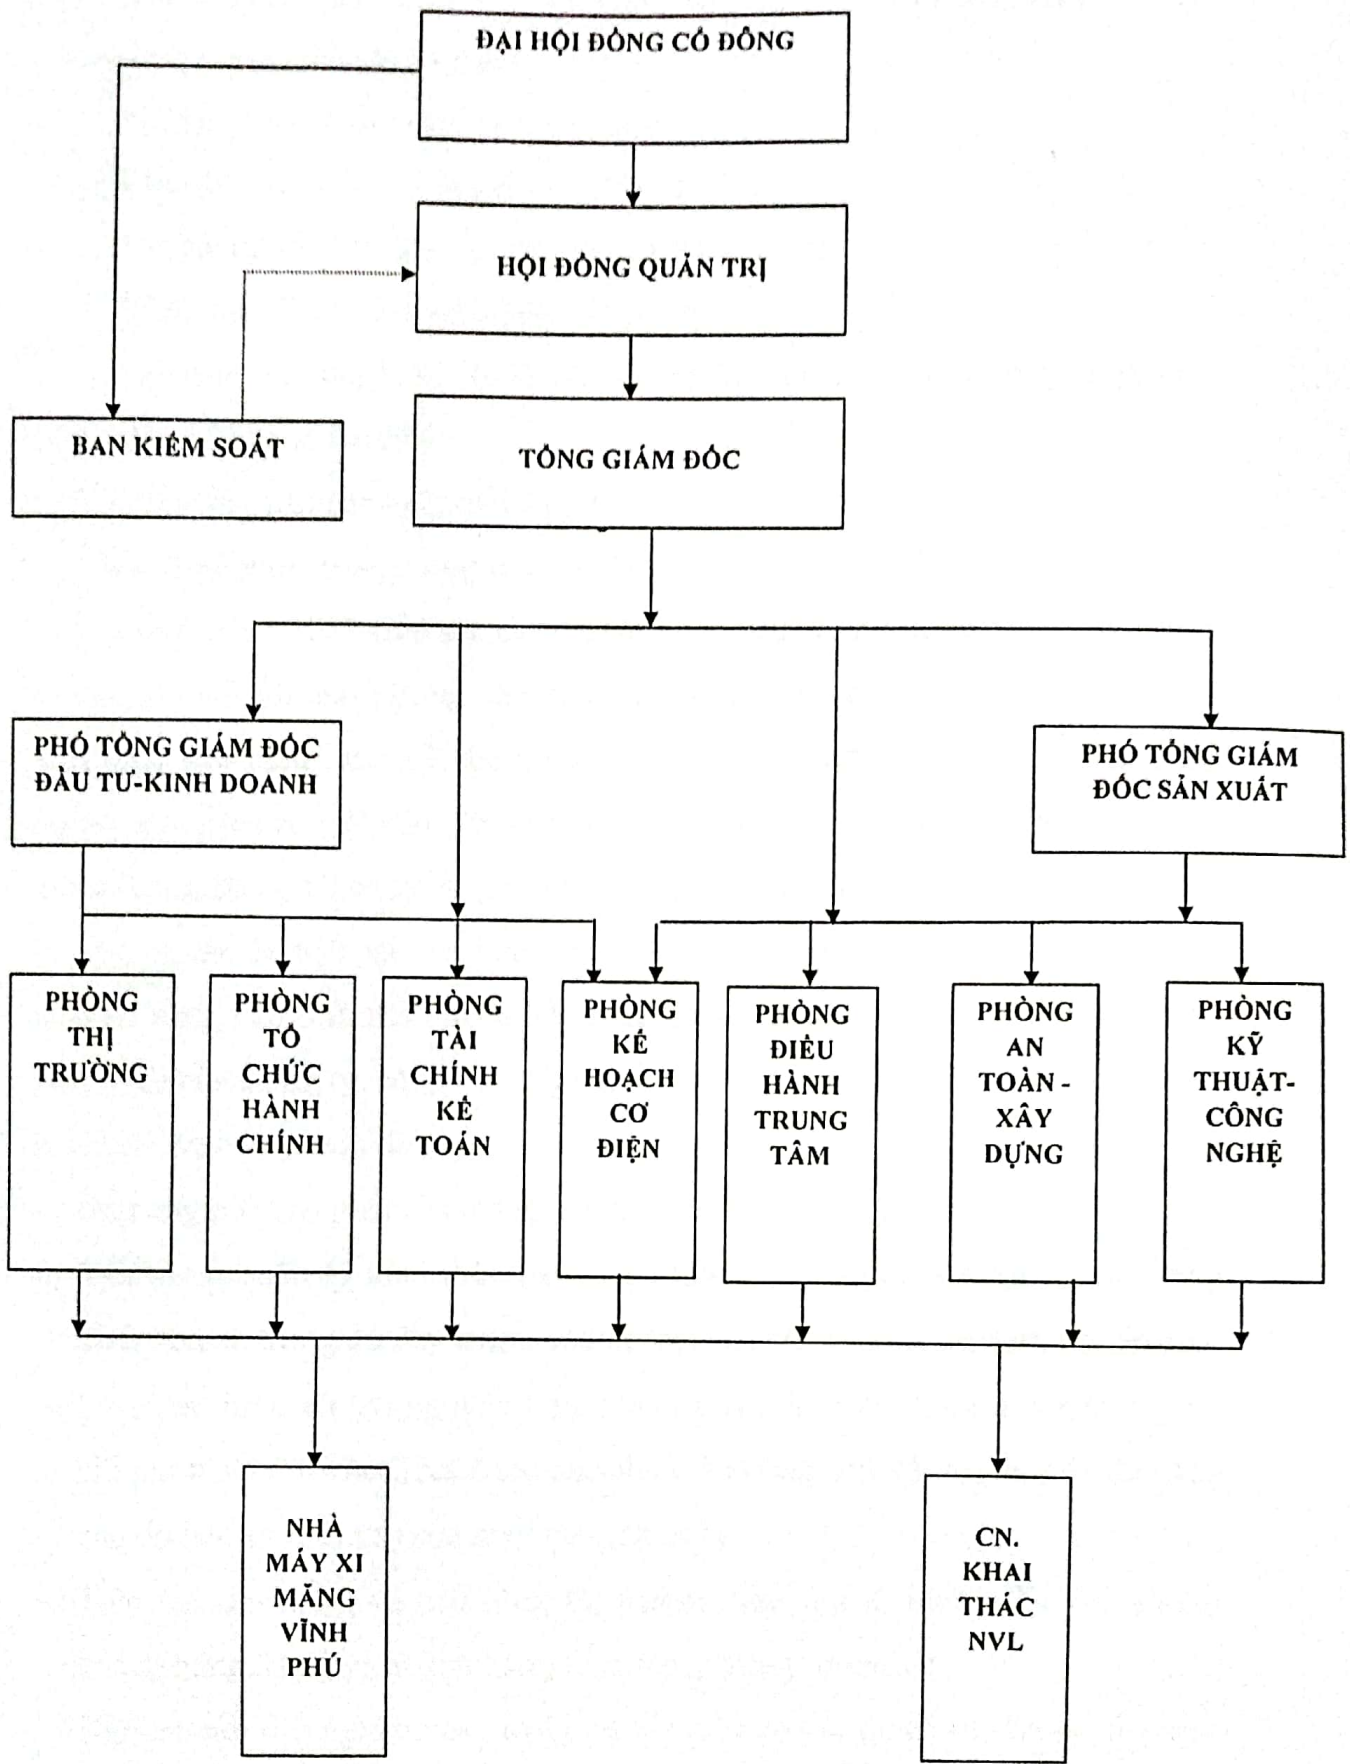 ĐẠI HỘI ĐỒNG CỔ ĐÔNG
HỘI ĐỒNG QUẢN TRỊ
BAN KIỂM SOÁT
TỔNG GIÁM ĐỐC
PHÓ TỔNG GIÁM ĐỐC
ĐẦU TƯ-KINH DOANH
PHÓ TỔNG GIÁM
ĐỐC SẢN XUẤT
PHÒNG
THỊ
TRƯỜNG
PHÒNG
TỔ
CHỨC
HÀNH
CHÍNH
PHÒNG
TÀI
CHÍNH
KẾ
TOÁN
PHÒNG
KẾ
HOẠCH
CƠ
ĐIỆN
PHÒNG
ĐIỀU
HÀNH
TRUNG
TÂM
PHÒNG
AN
TOÀN -
XÂY
DỰNG
PHÒNG
KỸ
THUẬT-
CÔNG
NGHỆ
NHÀ
MÁY XI
MĂNG
VĨNH
PHÚ
CN.
KHAI
THÁC
NVL